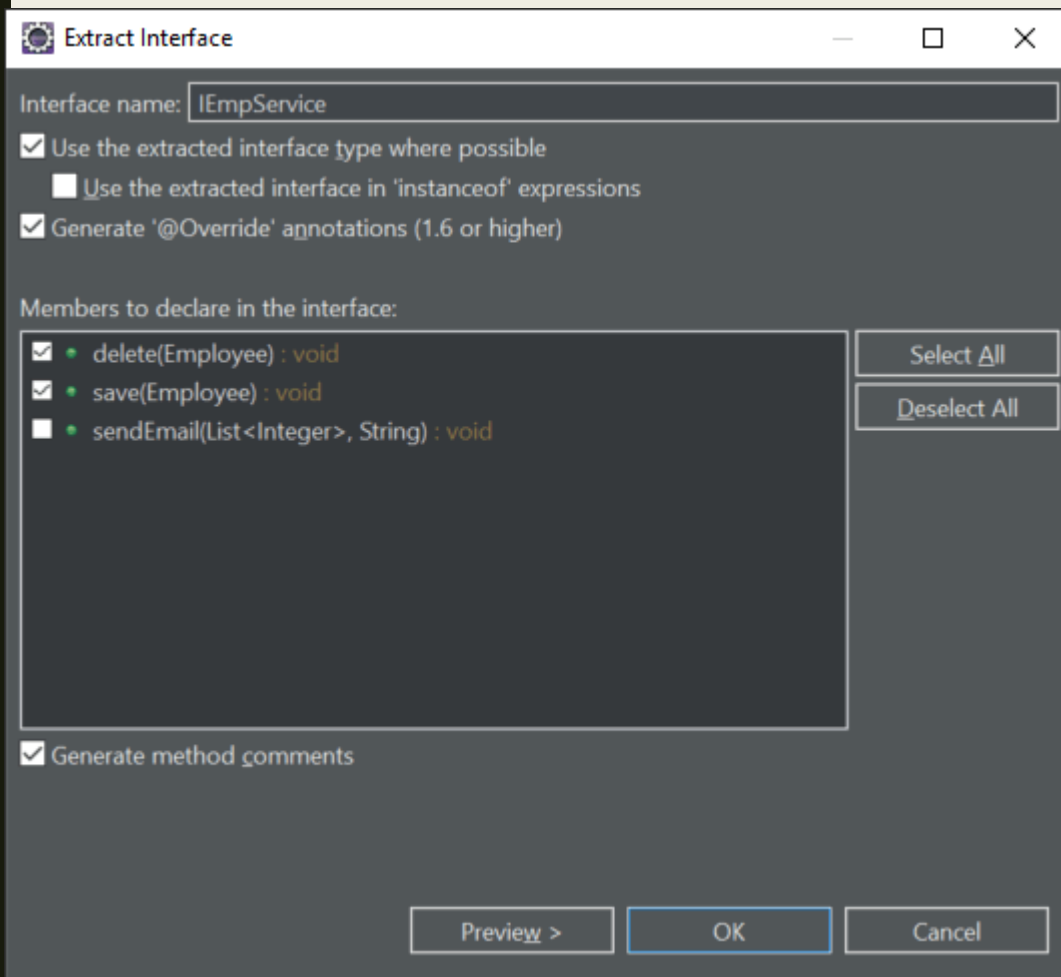 Extract Interface
Interface name: IEmpService
Use the extracted interface type where possible
Use the extracted interface in 'instanceof' expressions
Generate '@Override' annotations (1.6 or higher)
Members to declare in the interface:
delete(Employee) : void
save(Employee) : void
sendEmail(List<Integer>, String) : void
Select All
Deselect All
Generate method comments
Preview >
OK
Cancel